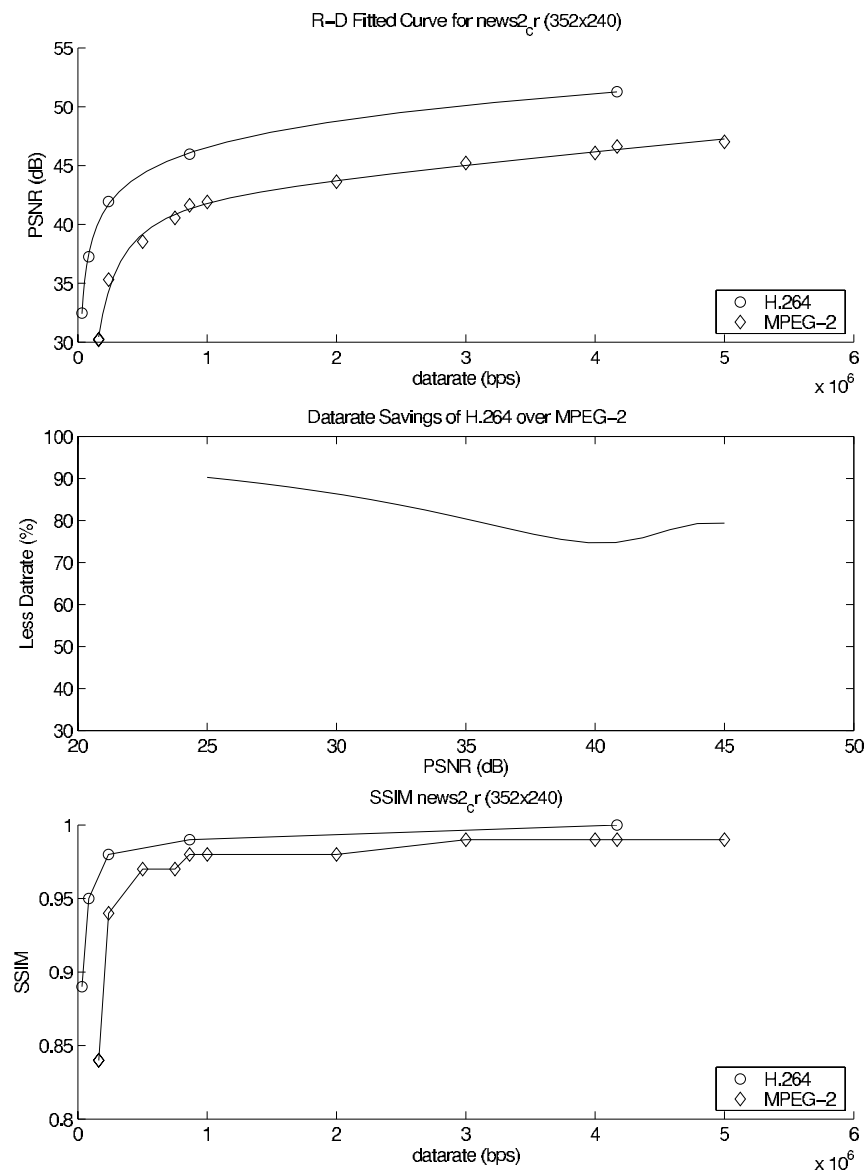 R−D Fitted Curve for news2cr (352x240)
55
50
45
40
35
30
PSNR (dB)
H.264
MPEG−2
0 1 2 3 4 5 6
datarate (bps)
x 10^6
Datarate Savings of H.264 over MPEG−2
100
90
80
70
60
50
40
30
Less Datrate (%)
20 25 30 35 40 45 50
PSNR (dB)
SSIM news2cr (352x240)
1
0.95
0.9
0.85
0.8
SSIM
H.264
MPEG−2
0 1 2 3 4 5 6
datarate (bps)
x 10^6